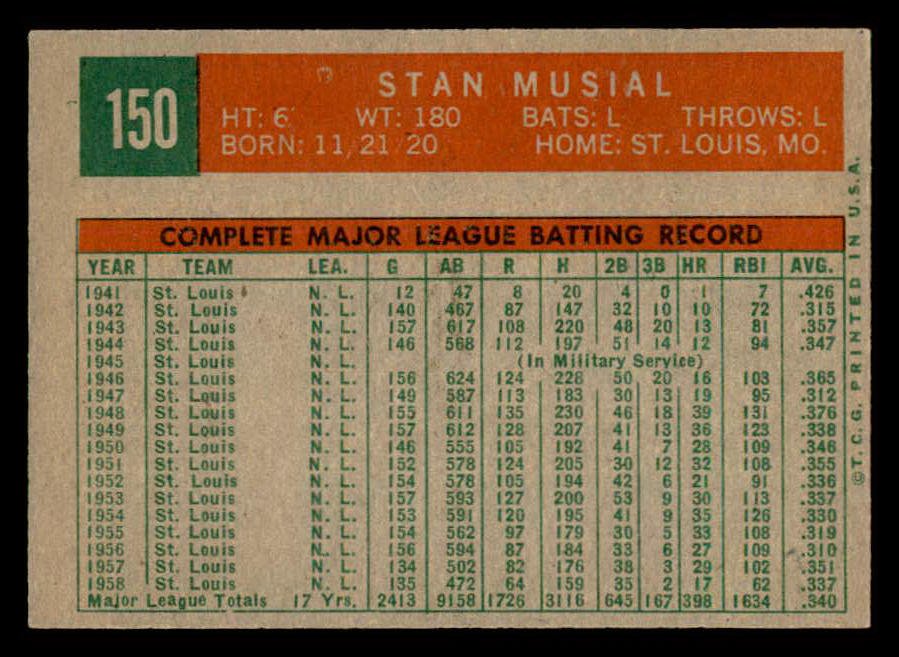 150
STAN MUSIAL
HT: 6' WT: 180 BATS: L THROWS: L
BORN: 11/21/20 HOME: ST. LOUIS, MO.
COMPLETE MAJOR LEAGUE BATTING RECORD
YEAR TEAM LEA. G AB R H 2B 3B HR RBI AVG.
1941 St. Louis N. L. 12 47 8 20 4 0 1 7 .426
1942 St. Louis N. L. 140 467 87 147 32 10 10 72 .315
1943 St. Louis N. L. 157 617 108 220 48 20 13 81 .357
1944 St. Louis N. L. 146 568 112 197 51 14 12 94 .347
1945 St. Louis N. L. (In Military Service)
1946 St. Louis N. L. 156 624 124 228 50 20 16 103 .365
1947 St. Louis N. L. 149 587 113 183 30 13 19 95 .312
1948 St. Louis N. L. 155 611 135 230 46 18 39 131 .376
1949 St. Louis N. L. 157 612 128 207 41 13 36 123 .338
1950 St. Louis N. L. 146 555 105 192 41 7 28 109 .346
1951 St. Louis N. L. 152 578 124 205 30 12 32 108 .355
1952 St. Louis N. L. 154 578 105 194 42 6 21 91 .336
1953 St. Louis N. L. 157 593 127 200 53 9 30 113 .337
1954 St. Louis N. L. 153 591 120 195 41 9 35 126 .330
1955 St. Louis N. L. 154 562 97 179 30 5 33 108 .319
1956 St. Louis N. L. 156 594 87 184 33 6 27 109 .310
1957 St. Louis N. L. 134 502 82 176 38 3 29 102 .351
1958 St. Louis N. L. 135 472 64 159 35 2 17 62 .337
Major League Totals 17 Yrs. 2413 9158 1726 3116 645 167 398 1634 .340
©T. C. G. PRINTED IN U.S.A.